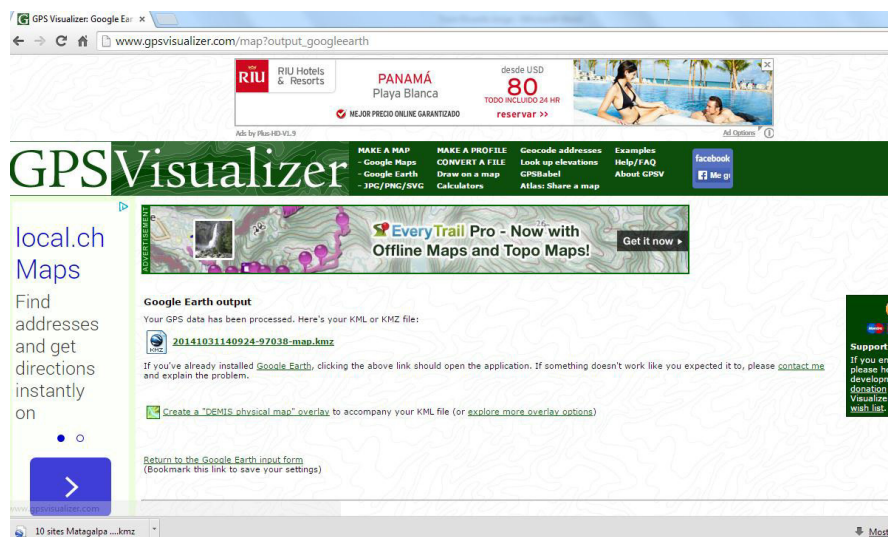 GPS Visualizer: Google Ear
www.gpsvisualizer.com/map?output_googleearth
RIU
RIU Hotels
& Resorts
PANAMÁ
Playa Blanca
MEJOR PRECIO ONLINE GARANTIZADO
desde USD
80
TODO INCLUIDO 24 HR
reservar >>
Ads by Plus-HD-V1.9
Ad Options
GPSVisualizer
MAKE A MAP
- Google Maps
- Google Earth
- JPG/PNG/SVG
MAKE A PROFILE
CONVERT A FILE
Draw on a map
Calculators
Geocode addresses
Look up elevations
GPSBabel
Atlas: Share a map
Examples
Help/FAQ
About GPSV
facebook
f Me g
local.ch
Maps
Find
addresses
and get
directions
instantly
on
ADVERTISEMENT
EveryTrail Pro - Now with
Offline Maps and Topo Maps!
Get it now
Google Earth output
Your GPS data has been processed. Here's your KML or KMZ file:
KMZ
20141031140924-97038-map.kmz
If you've already installed Google Earth, clicking the above link should open the application. If something doesn't work like you expected it to, please contact me
and explain the problem.
Create a "DEMIS physical map" overlay to accompany your KML file (or explore more overlay options)
Return to the Google Earth input form
(Bookmark this link to save your settings)
Support
If you en
please he
developm
donation
Visualize
wish list.
www.gpsvisualizer.com
10 sites Matagalpa ....kmz
Most